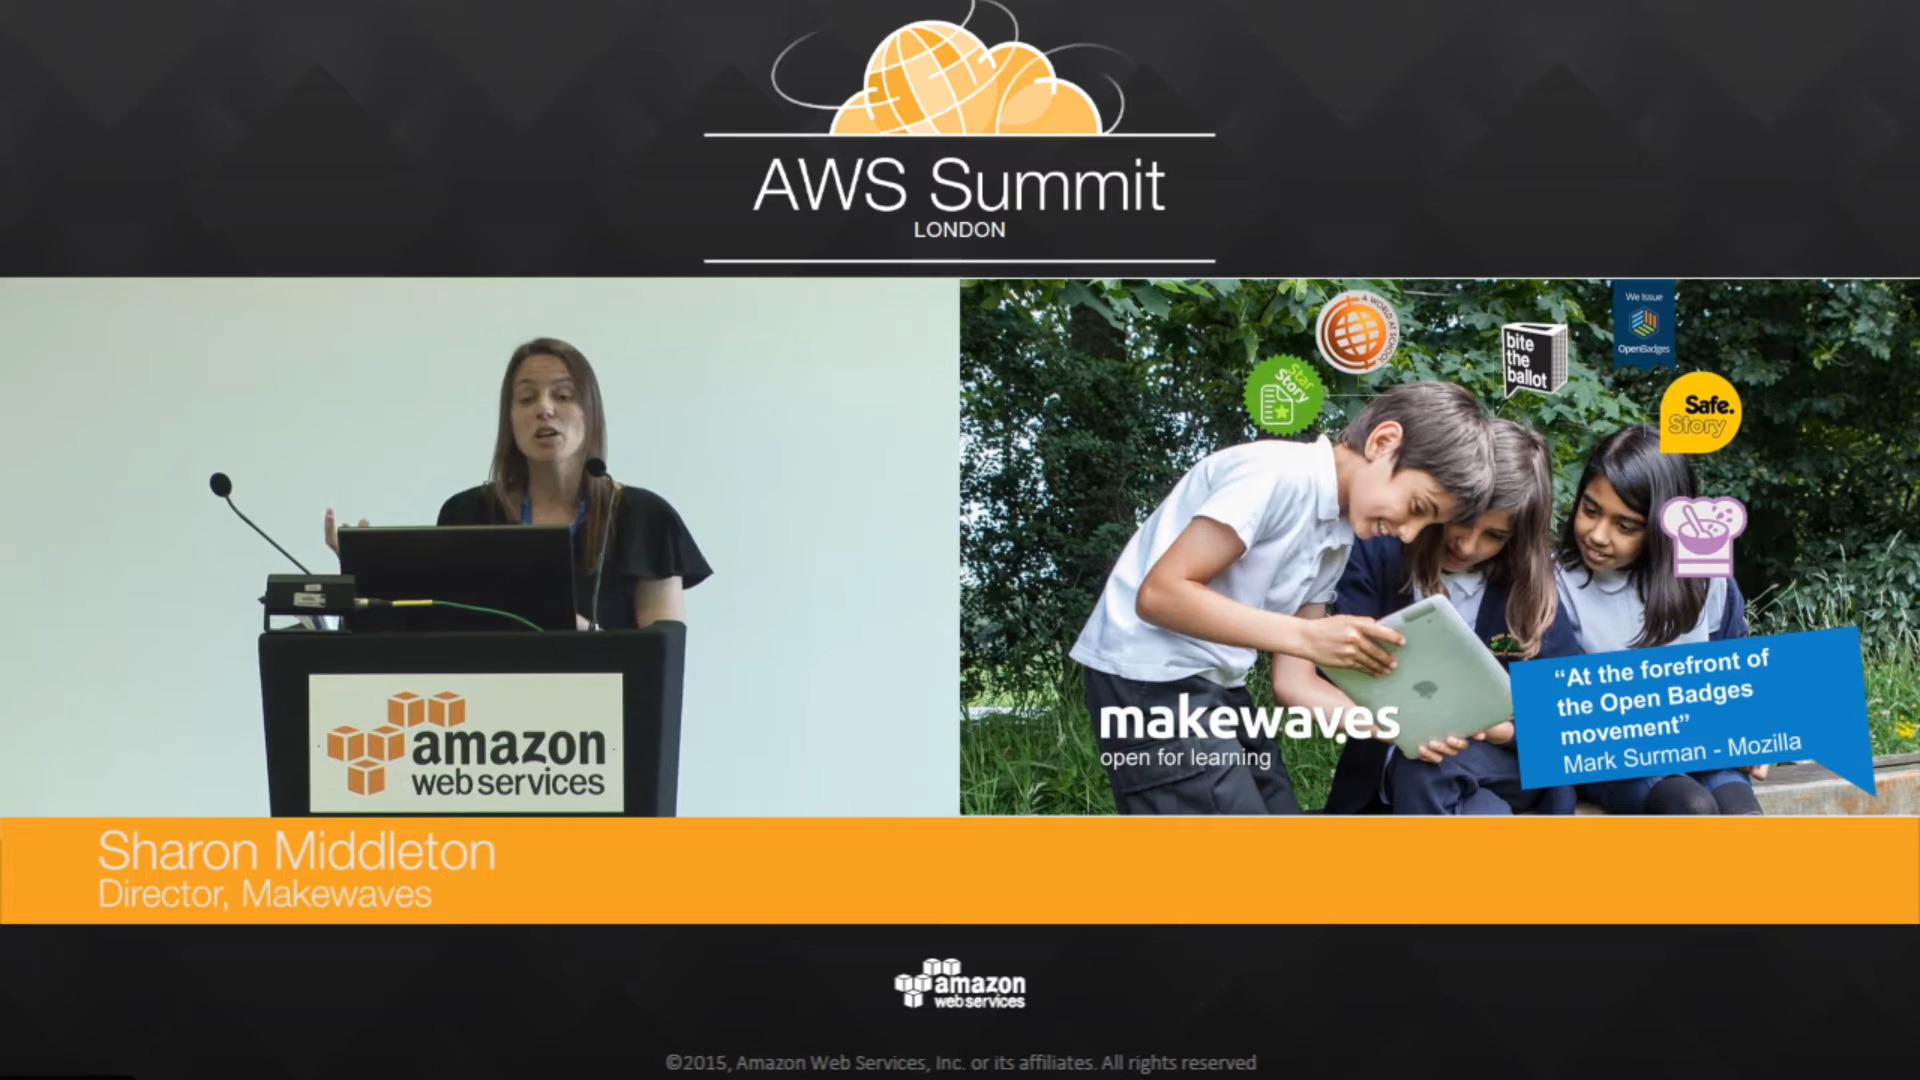 AWS Summit
LONDON
amazon
web services
A WORLD AT SCHOOL
Star
Story
bite
the
ballot
We Issue
OpenBadges
Safe.
Story
makewaves
open for learning
“At the forefront of
the Open Badges
movement”
Mark Surman - Mozilla
Sharon Middleton
Director, Makewaves
amazon
web services
©2015, Amazon Web Services, Inc. or its affiliates. All rights reserved